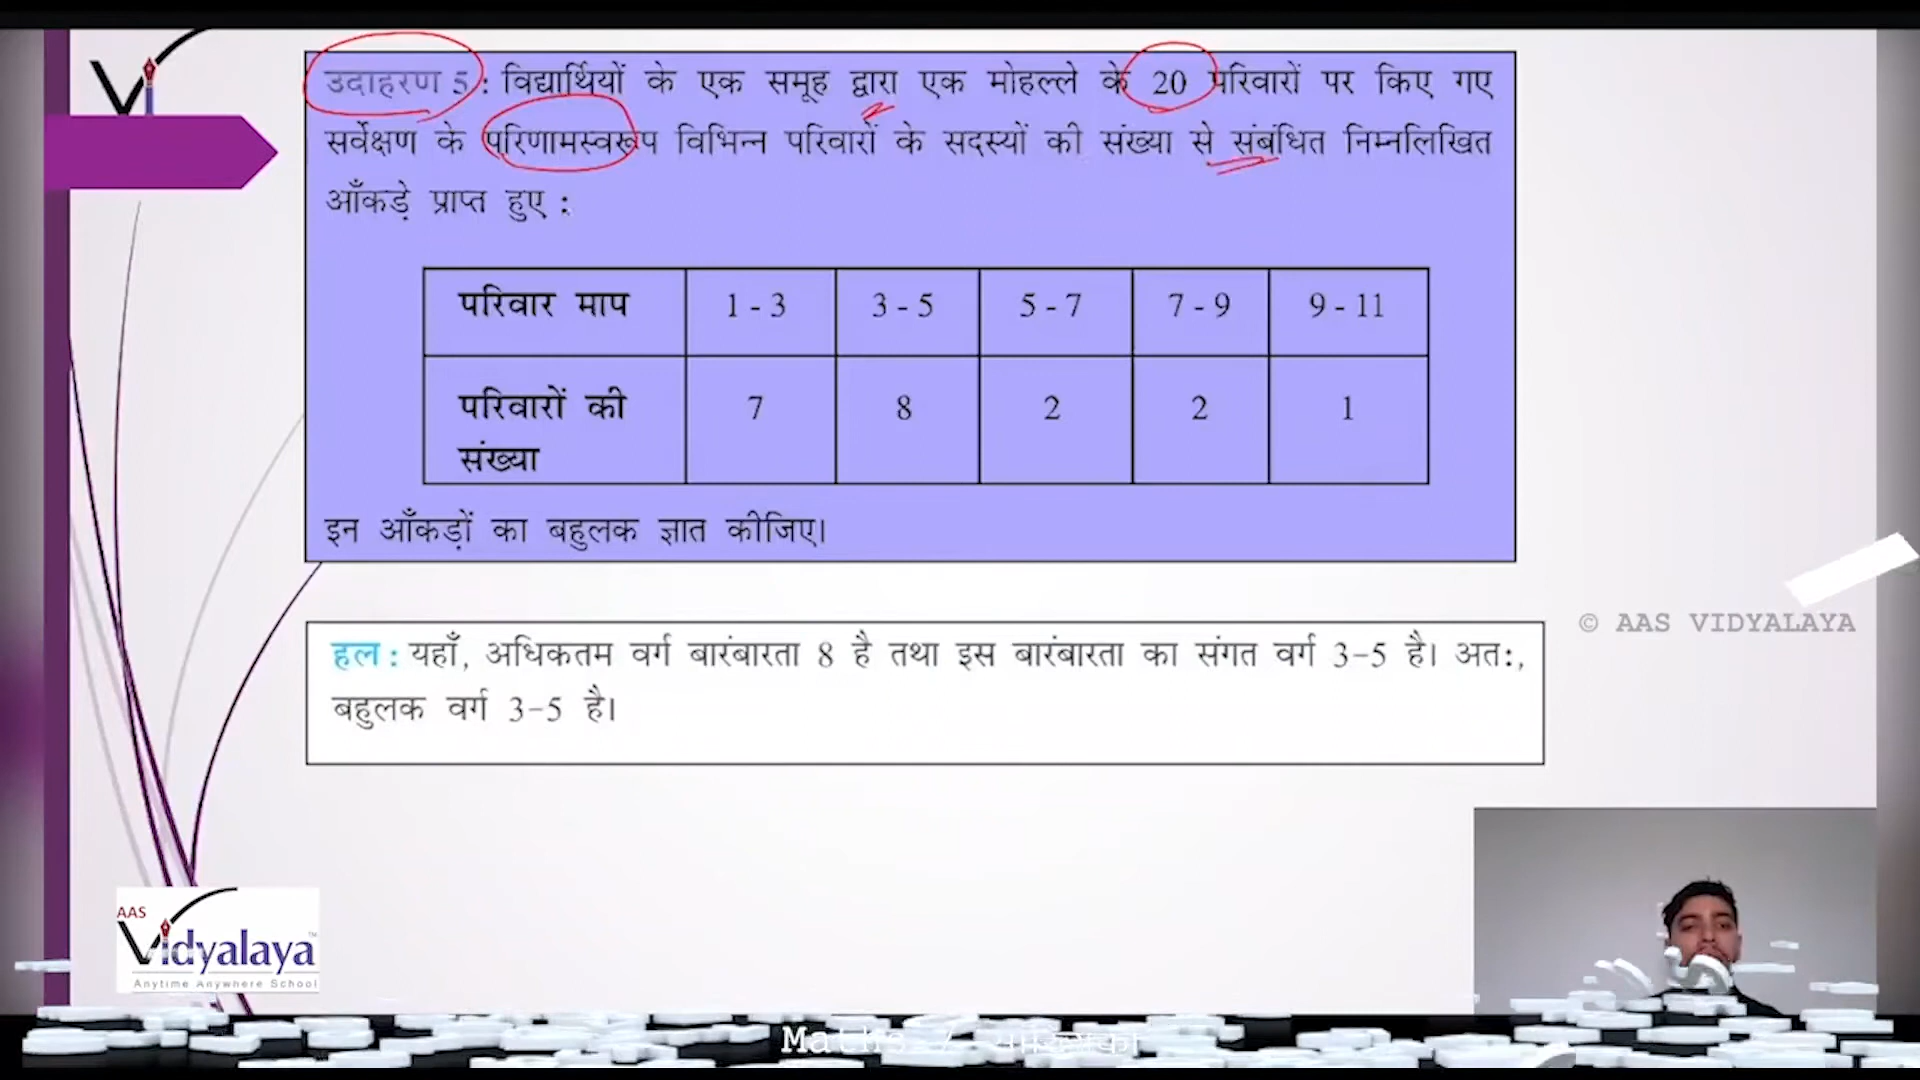 उदाहरण 5 : विद्यार्थियों के एक समूह द्वारा एक मोहल्ले के 20 परिवारों पर किए गए
सर्वेक्षण के परिणामस्वरूप विभिन्न परिवारों के सदस्यों की संख्या से संबंधित निम्नलिखित
आँकड़े प्राप्त हुए :
परिवार माप 1 - 3 3 - 5 5 - 7 7 - 9 9 - 11
परिवारों की 7 8 2 2 1
संख्या
इन आँकड़ों का बहुलक ज्ञात कीजिए।
© AAS VIDYALAYA
हल : यहाँ, अधिकतम वर्ग बारंबारता 8 है तथा इस बारंबारता का संगत वर्ग 3–5 है। अत:,
बहुलक वर्ग 3–5 है।
AAS
Vidyalaya
Anytime Anywhere School